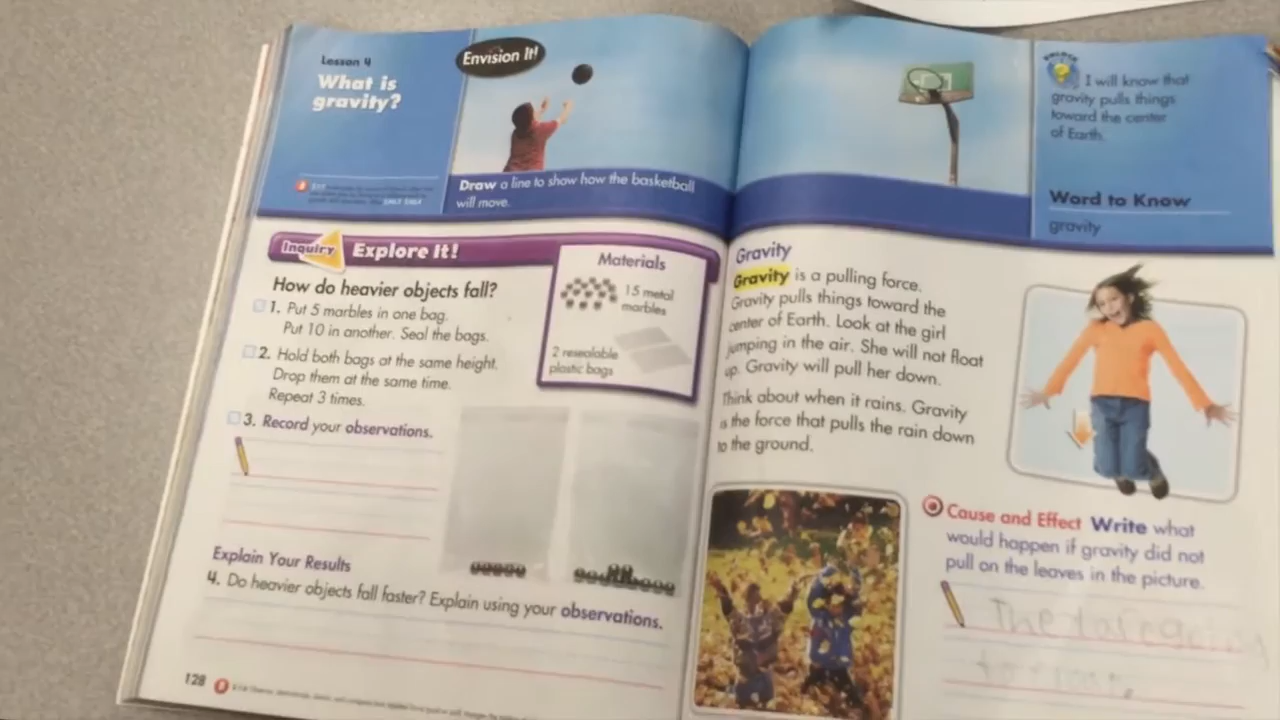 Lesson 4
What is
gravity?
Envision It!
Draw a line to show how the basketball
will move.
UNLOCK
I will know that
gravity pulls things
toward the center
of Earth.
Word to Know
gravity
Inquiry Explore It!
How do heavier objects fall?
1. Put 5 marbles in one bag.
Put 10 in another. Seal the bags.
2. Hold both bags at the same height.
Drop them at the same time.
Repeat 3 times.
3. Record your observations.
Materials
15 metal
marbles
2 resealable
plastic bags
Explain Your Results
4. Do heavier objects fall faster? Explain using your observations.
128
Gravity
Gravity is a pulling force.
Gravity pulls things toward the
center of Earth. Look at the girl
jumping in the air. She will not float
up. Gravity will pull her down.
Think about when it rains. Gravity
is the force that pulls the rain down
to the ground.
Cause and Effect Write what
would happen if gravity did not
pull on the leaves in the picture.
The